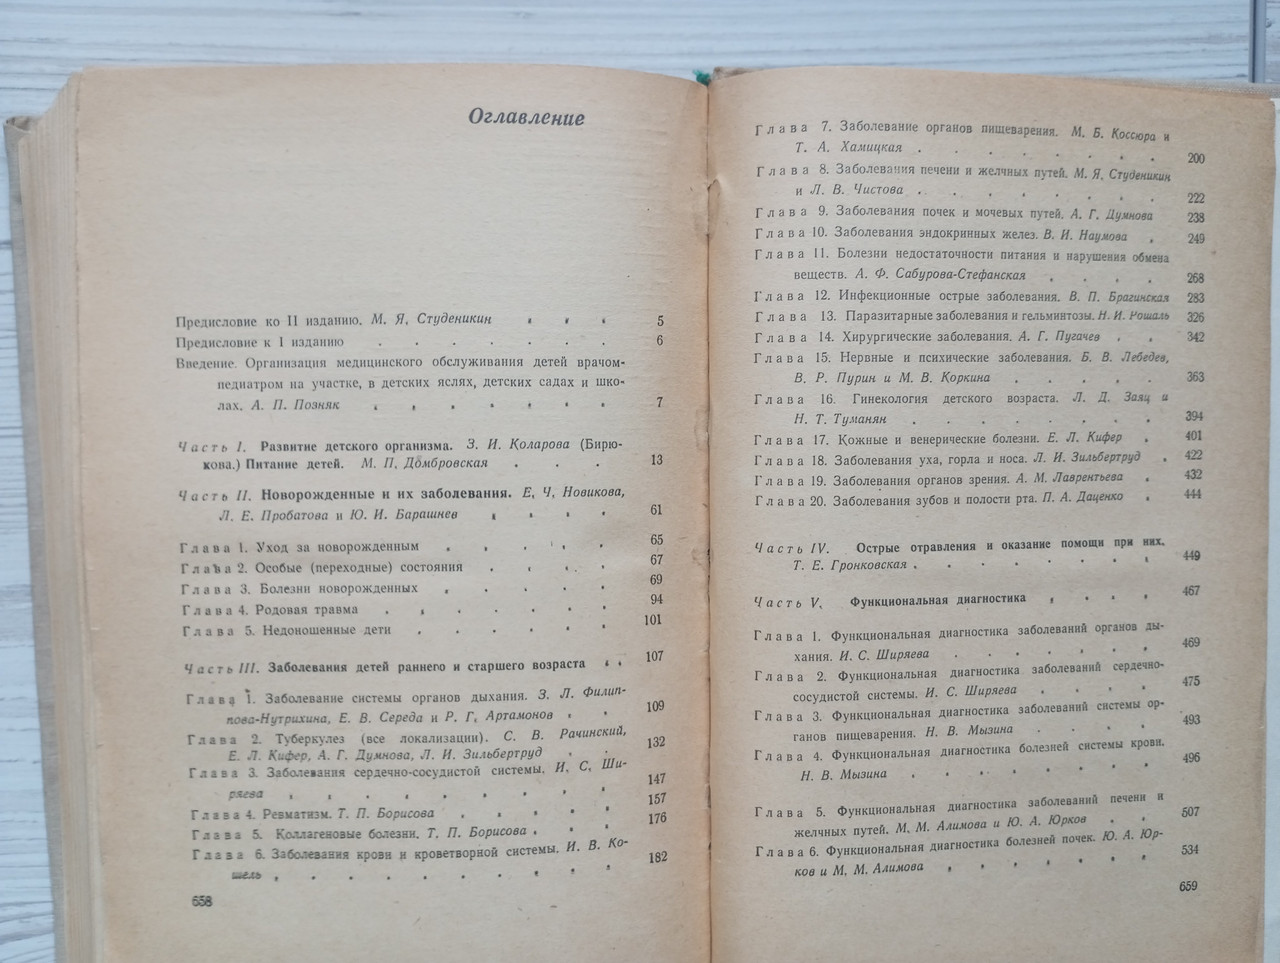 Оглавление
Предисловие ко II изданию. М. Я. Студеникин . . . 5
Предисловие к I изданию . . . . . . 6
Введение. Организация медицинского обслуживания детей врачом-
педиатром на участке, в детских яслях, детских садах и шко-
лах. А. П. Позняк . . . . . . 7
Часть I. Развитие детского организма. З. И. Коларова (Бирю-
кова.) Питание детей. М. П. Домбровская . . . 13
Часть II. Новорожденные и их заболевания. Е. Ч. Новикова,
Л. Е. Пробатова и Ю. И. Барашнев . . . . 61
Глава 1. Уход за новорожденным . . . . . 65
Глава 2. Особые (переходные) состояния . . . . 67
Глава 3. Болезни новорожденных . . . . . 69
Глава 4. Родовая травма . . . . . . 94
Глава 5. Недоношенные дети . . . . . 101
Часть III. Заболевания детей раннего и старшего возраста . . 107
Глава 1. Заболевание системы органов дыхания. З. Л. Филип-
пова-Нутрихина, Е. В. Середа и Р. Г. Артамонов . . 109
Глава 2. Туберкулез (все локализации). С. В. Рачинский,
Е. Л. Кифер, А. Г. Думнова, Л. И. Зильбертруд . . 132
Глава 3. Заболевания сердечно-сосудистой системы. И. С. Ши-
ряева . . . . . . . . 147
Глава 4. Ревматизм. Т. П. Борисова . . . . 157
Глава 5. Коллагеновые болезни. Т. П. Борисова . . . 176
Глава 6. Заболевания крови и кроветворной системы. И. В. Ко-
шель . . . . . . . . . 182
658
Глава 7. Заболевание органов пищеварения. М. Б. Коссюра и
Т. А. Хамицкая . . . . . . . 200
Глава 8. Заболевания печени и желчных путей. М. Я. Студеникин
и Л. В. Чистова . . . . . . . 222
Глава 9. Заболевания почек и мочевых путей. А. Г. Думнова 238
Глава 10. Заболевания эндокринных желез. В. И. Наумова . 249
Глава 11. Болезни недостаточности питания и нарушения обмена
веществ. А. Ф. Сабурова-Стефанская . . . . 268
Глава 12. Инфекционные острые заболевания. В. П. Брагинская 283
Глава 13. Паразитарные заболевания и гельминтозы. Н. И. Рошаль 326
Глава 14. Хирургические заболевания. А. Г. Пугачев . . 342
Глава 15. Нервные и психические заболевания. Б. В. Лебедев,
В. Р. Пурин и М. В. Коркина . . . . . 363
Глава 16. Гинекология детского возраста. Л. Д. Заяц и
Н. Т. Туманян . . . . . . . 394
Глава 17. Кожные и венерические болезни. Е. Л. Кифер . 401
Глава 18. Заболевания уха, горла и носа. Л. И. Зильбертруд . 422
Глава 19. Заболевания органов зрения. А. М. Лаврентьева . 432
Глава 20. Заболевания зубов и полости рта. П. А. Даценко . 444
Часть IV. Острые отравления и оказание помощи при них.
Т. Е. Гронковская . . . . . . . 449
Часть V. Функциональная диагностика . . . . 467
Глава 1. Функциональная диагностика заболеваний органов ды-
хания. И. С. Ширяева . . . . . . 469
Глава 2. Функциональная диагностика заболеваний сердечно-
сосудистой системы. И. С. Ширяева . . . . 475
Глава 3. Функциональная диагностика заболеваний системы ор-
ганов пищеварения. Н. В. Мызина . . . . 493
Глава 4. Функциональная диагностика болезней системы крови.
Н. В. Мызина . . . . . . . 496
Глава 5. Функциональная диагностика заболеваний печени и
желчных путей. М. М. Алимова и Ю. А. Юрков . . 507
Глава 6. Функциональная диагностика болезней почек. Ю. А. Юр-
ков и М. М. Алимова . . . . . . 534
659